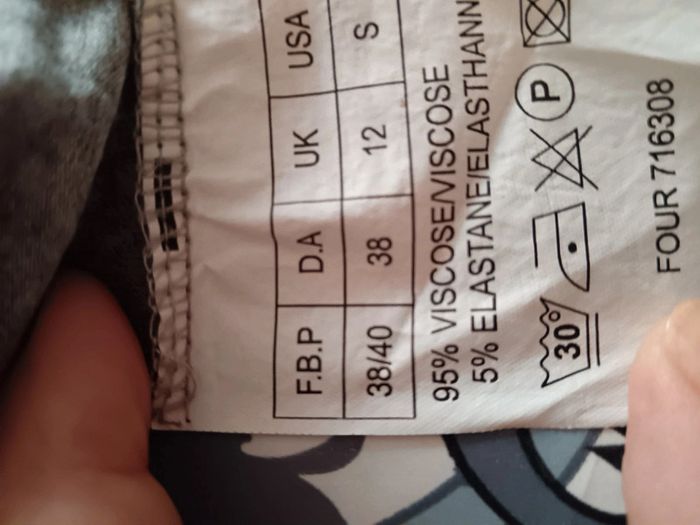 F.B.P D.A UK USA
38/40 38 12 S
95% VISCOSE/VISCOSE
5% ELASTANE/ELASTHANN
30° P
FOUR 716308